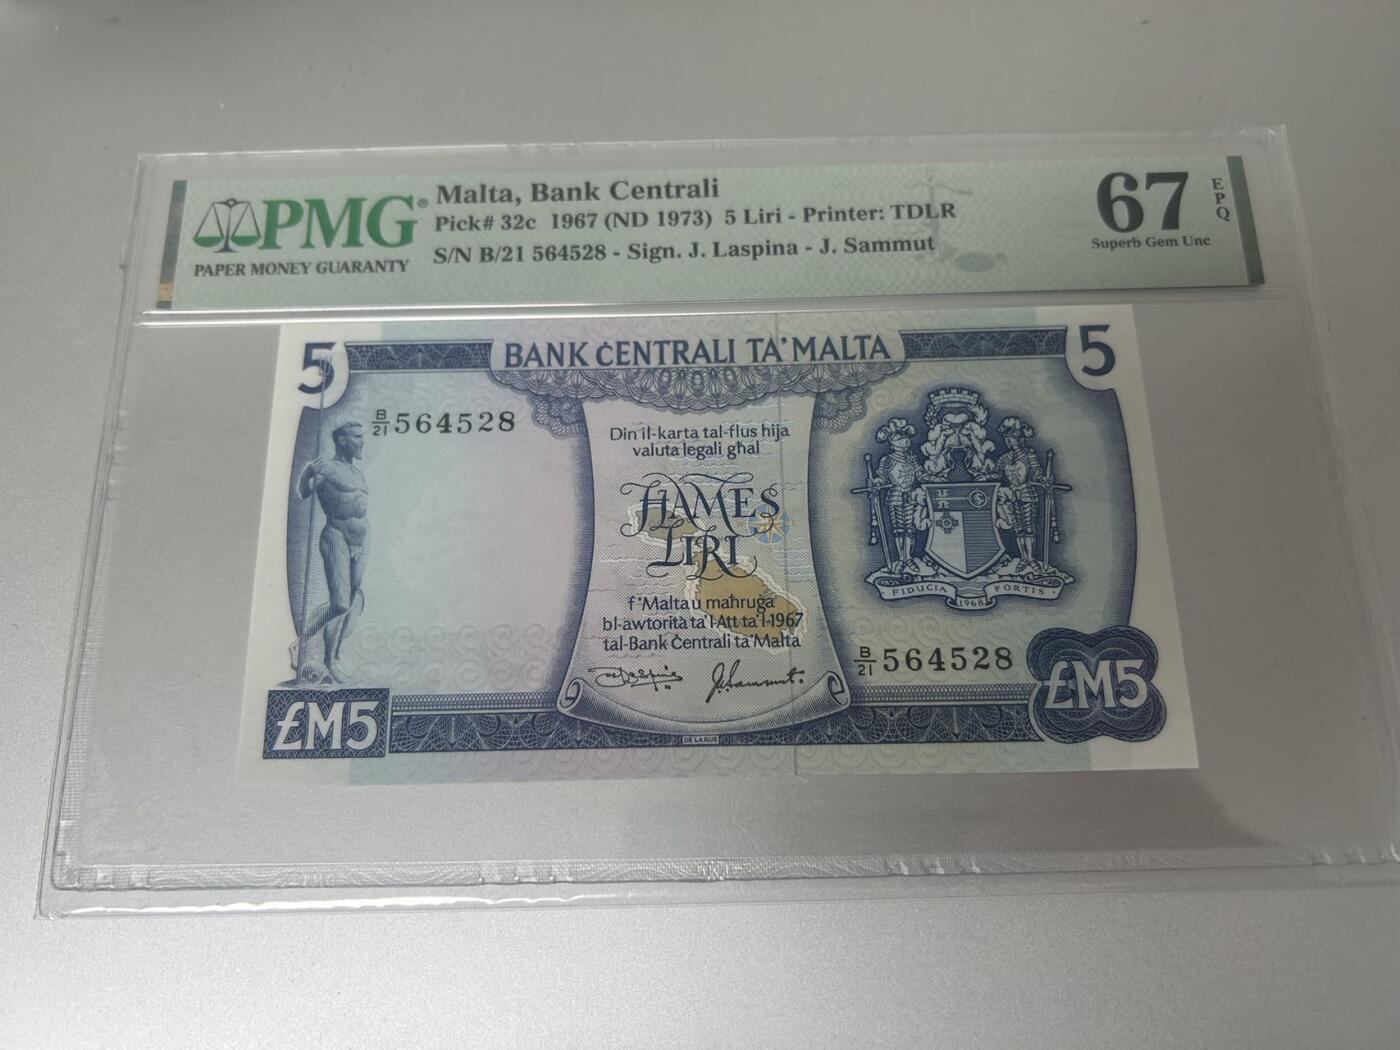 PMG®
PAPER MONEY GUARANTY
Malta, Bank Centrali
Pick# 32c 1967 (ND 1973) 5 Liri - Printer: TDLR
S/N B/21 564528 - Sign. J. Laspina - J. Sammut
67
EPQ
Superb Gem Unc
5
BANK ĊENTRALI TA' MALTA
5
B/21 564528
Din il-karta tal-flus hija
valuta legali għal
ĦAMES
LIRI
f'Malta u maħruġa
bl-awtorità ta' l-Att ta' l-1967
tal-Bank Ċentrali ta' Malta
FIDUCIA 1968 FORTIS
B/21 564528
J. Sammut.
£M5
DE LA RUE
£M5